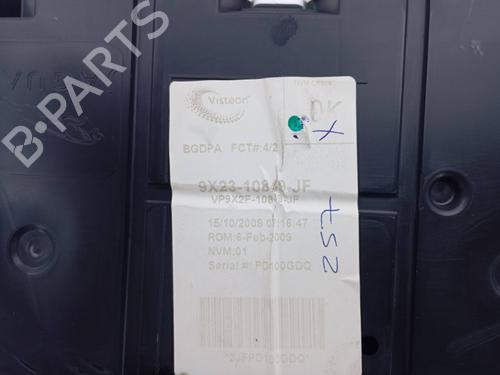 B-PARTS
Visteon
OK
X
BGDPA FCT#:4/2
9X23-10849-JF
VP9X2F-10849-JF
15/10/2009 07:16:47
ROM:6-Feb-2009
NVM:01
Serial #: PD100GDQ
257